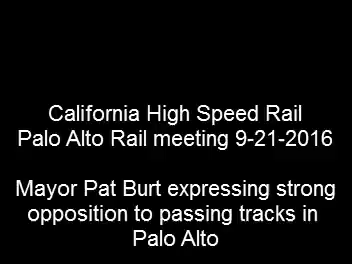 California High Speed Rail
Palo Alto Rail meeting 9-21-2016
Mayor Pat Burt expressing strong
opposition to passing tracks in
Palo Alto